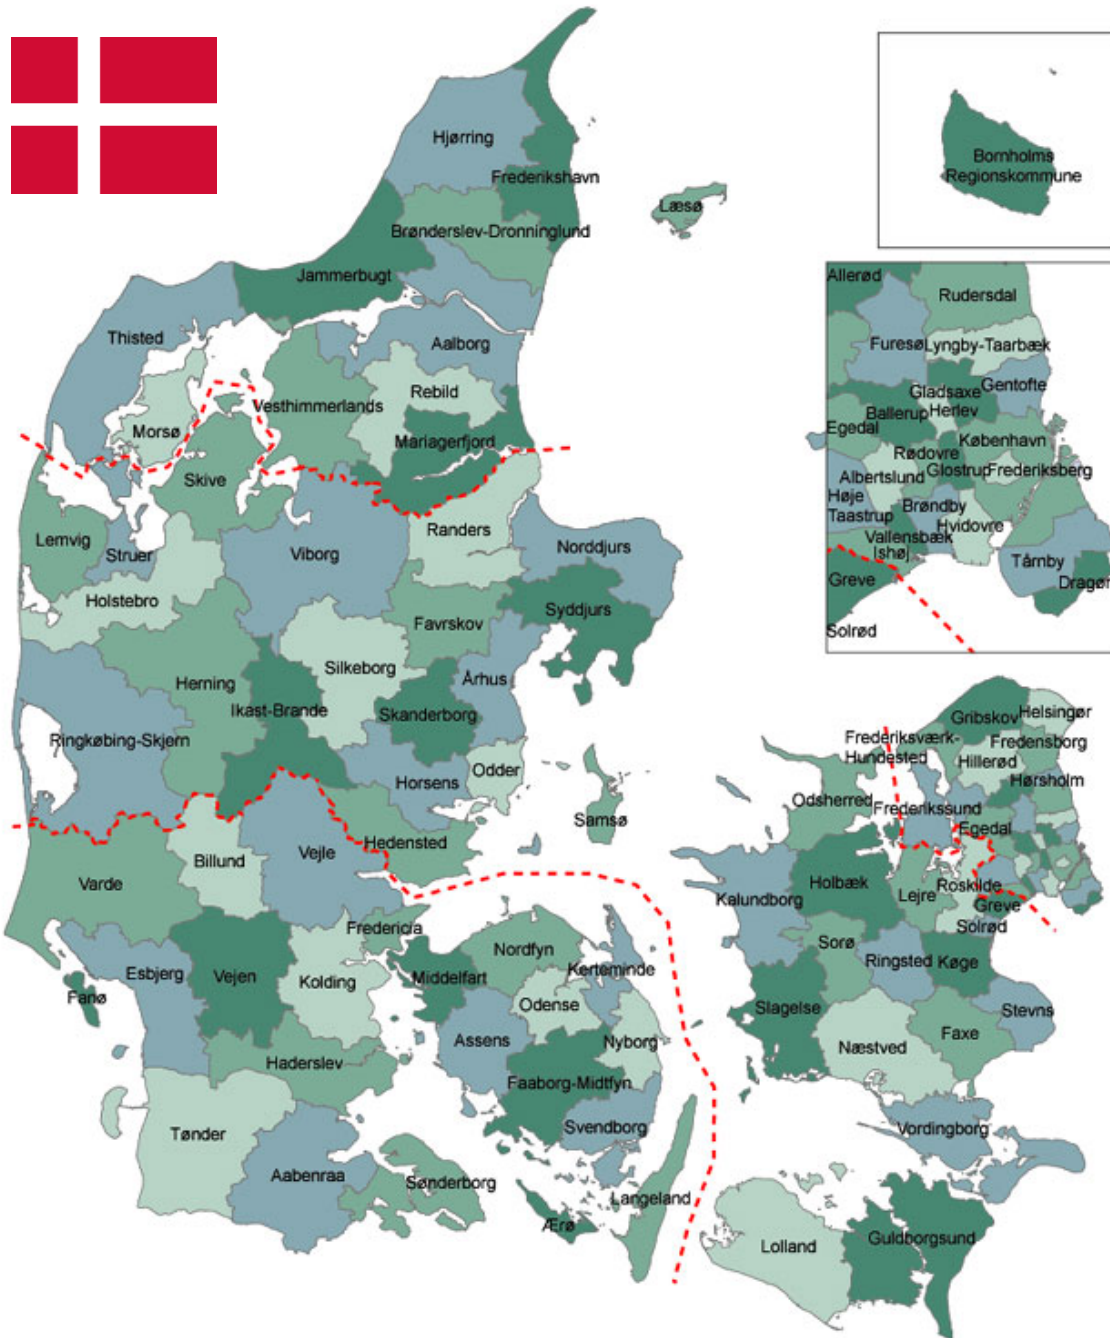 Hjørring
Frederikshavn
Læsø
Brønderslev-Dronninglund
Jammerbugt
Thisted
Aalborg
Rebild
Vesthimmerlands
Morsø
Mariagerfjord
Skive
Randers
Lemvig
Struer
Viborg
Norddjurs
Holstebro
Syddjurs
Favrskov
Silkeborg
Århus
Herning
Ikast-Brande
Skanderborg
Ringkøbing-Skjern
Horsens
Odder
Samsø
Hedensted
Billund
Vejle
Varde
Fredericia
Nordfyn
Kerteminde
Esbjerg
Vejen
Kolding
Middelfart
Fanø
Odense
Assens
Nyborg
Haderslev
Faaborg-Midtfyn
Tønder
Svendborg
Aabenraa
Sønderborg
Langeland
Ærø
Bornholms
Regionskommune
Allerød
Rudersdal
Furesø
Lyngby-Taarbæk
Gladsaxe
Gentofte
Ballerup
Herlev
Egedal
København
Rødovre
Albertslund
Glostrup
Frederiksberg
Høje
Taastrup
Brøndby
Hvidovre
Vallensbæk
Ishøj
Tårnby
Greve
Dragør
Solrød
Gribskov
Helsingør
Frederiksværk-
Hundested
Fredensborg
Hillerød
Hørsholm
Odsherred
Frederikssund
Egedal
Holbæk
Kalundborg
Lejre
Roskilde
Greve
Solrød
Sorø
Ringsted
Køge
Slagelse
Stevns
Næstved
Faxe
Vordingborg
Lolland
Guldborgsund